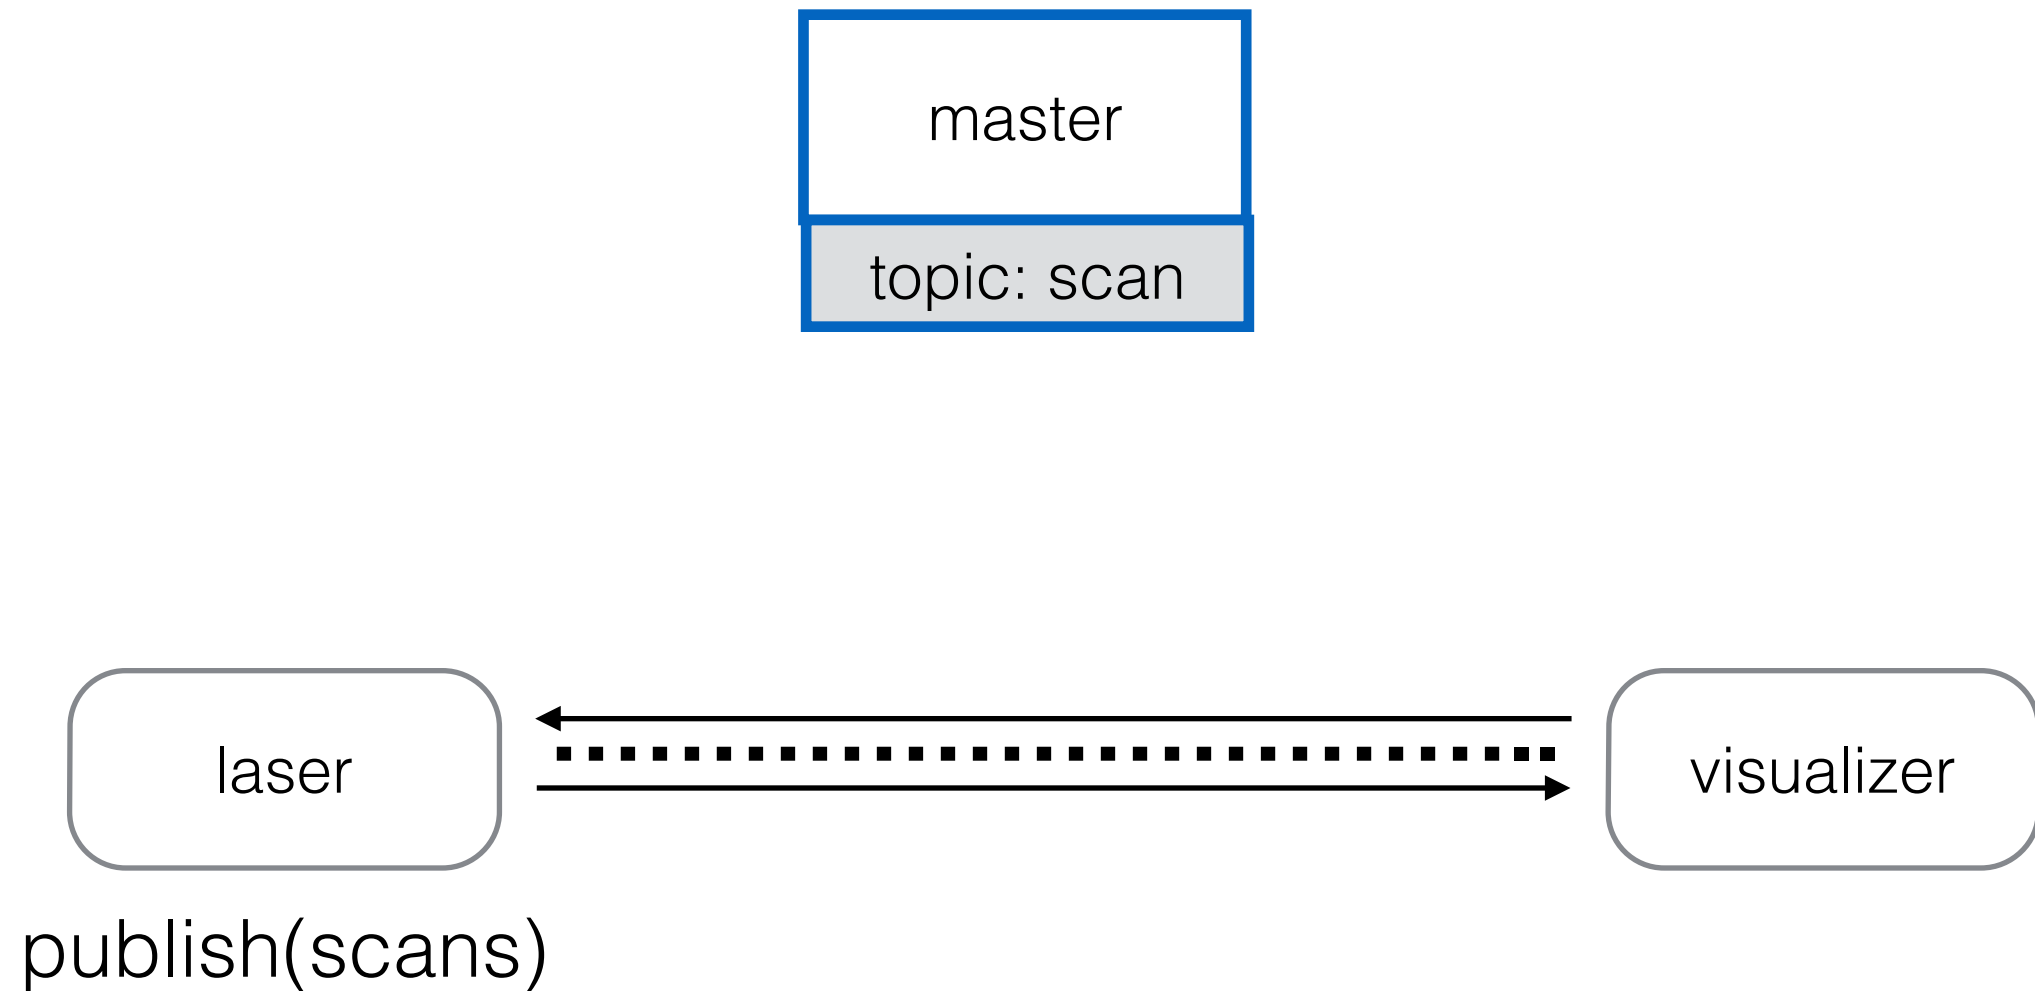 master
topic: scan
laser
visualizer
publish(scans)